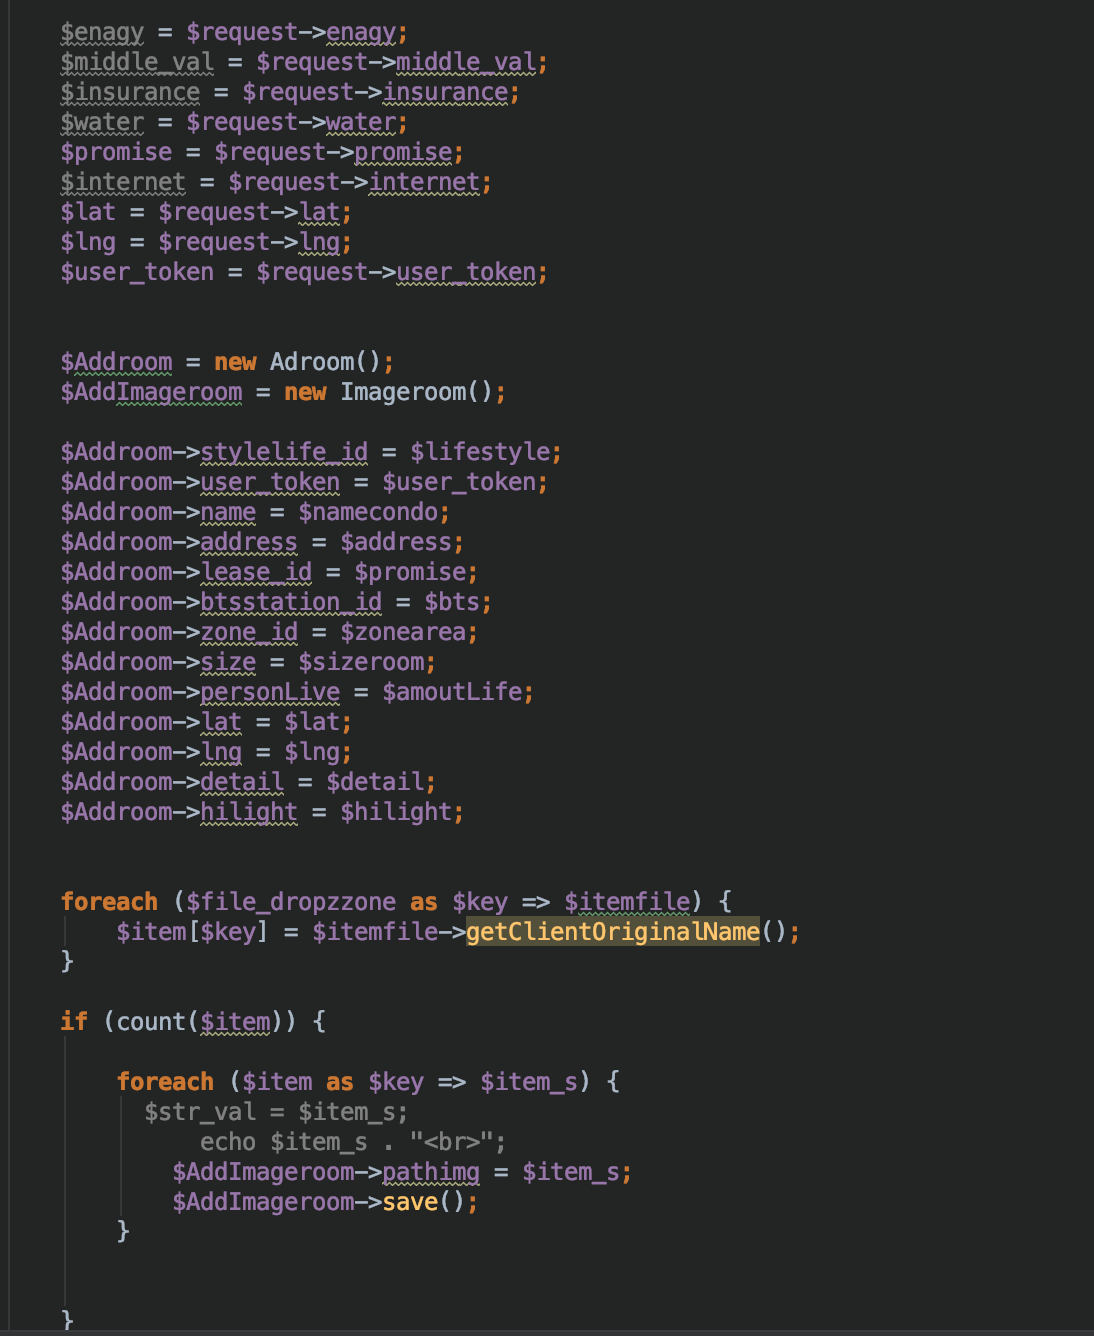 $enagy = $request->enagy;
$middle_val = $request->middle_val;
$insurance = $request->insurance;
$water = $request->water;
$promise = $request->promise;
$internet = $request->internet;
$lat = $request->lat;
$lng = $request->lng;
$user_token = $request->user_token;
$Addroom = new Adroom();
$AddImageroom = new Imageroom();
$Addroom->stylelife_id = $lifestyle;
$Addroom->user_token = $user_token;
$Addroom->name = $namecondo;
$Addroom->address = $address;
$Addroom->lease_id = $promise;
$Addroom->btsstation_id = $bts;
$Addroom->zone_id = $zonearea;
$Addroom->size = $sizeroom;
$Addroom->personLive = $amoutLife;
$Addroom->lat = $lat;
$Addroom->lng = $lng;
$Addroom->detail = $detail;
$Addroom->hilight = $hilight;
foreach ($file_dropzzone as $key => $itemfile) {
$item[$key] = $itemfile->getClientOriginalName();
}
if (count($item)) {
foreach ($item as $key => $item_s) {
$str_val = $item_s;
echo $item_s . "<br>";
$AddImageroom->pathimg = $item_s;
$AddImageroom->save();
}
}